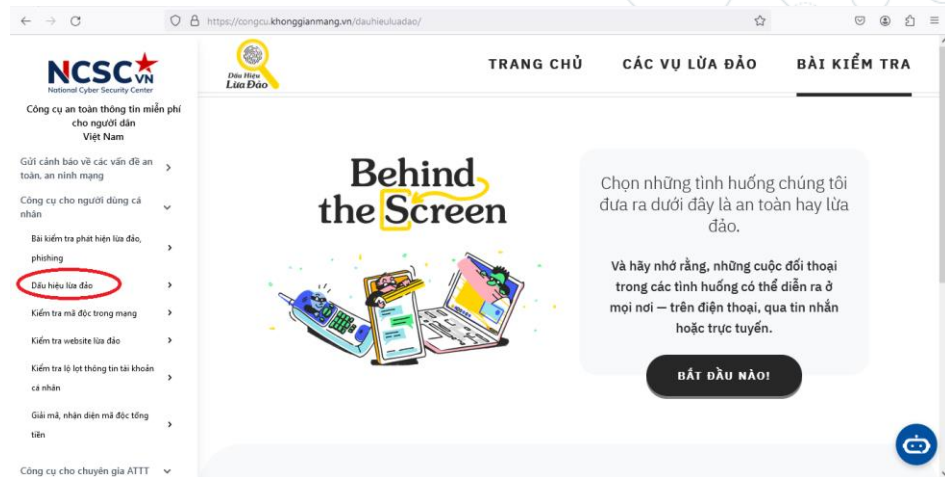 https://congcu.khonggianmang.vn/dauhieuluadao/
NCSC VN
National Cyber Security Center
Công cụ an toàn thông tin miễn phí
cho người dân
Việt Nam
Gửi cảnh báo về các vấn đề an
toàn, an ninh mạng
Công cụ cho người dùng cá
nhân
Bài kiểm tra phát hiện lừa đảo,
phishing
Dấu hiệu lừa đảo
Kiểm tra mã độc trong mạng
Kiểm tra website lừa đảo
Kiểm tra lộ lọt thông tin tài khoản
cá nhân
Giải mã, nhận diện mã độc tống
tiền
Công cụ cho chuyên gia ATTT
Dấu Hiệu
Lừa Đảo
TRANG CHỦ
CÁC VỤ LỪA ĐẢO
BÀI KIỂM TRA
Behind
the Screen
Chọn những tình huống chúng tôi
đưa ra dưới đây là an toàn hay lừa
đảo.
Và hãy nhớ rằng, những cuộc đối thoại
trong các tình huống có thể diễn ra ở
mọi nơi — trên điện thoại, qua tin nhắn
hoặc trực tuyến.
BẮT ĐẦU NÀO!